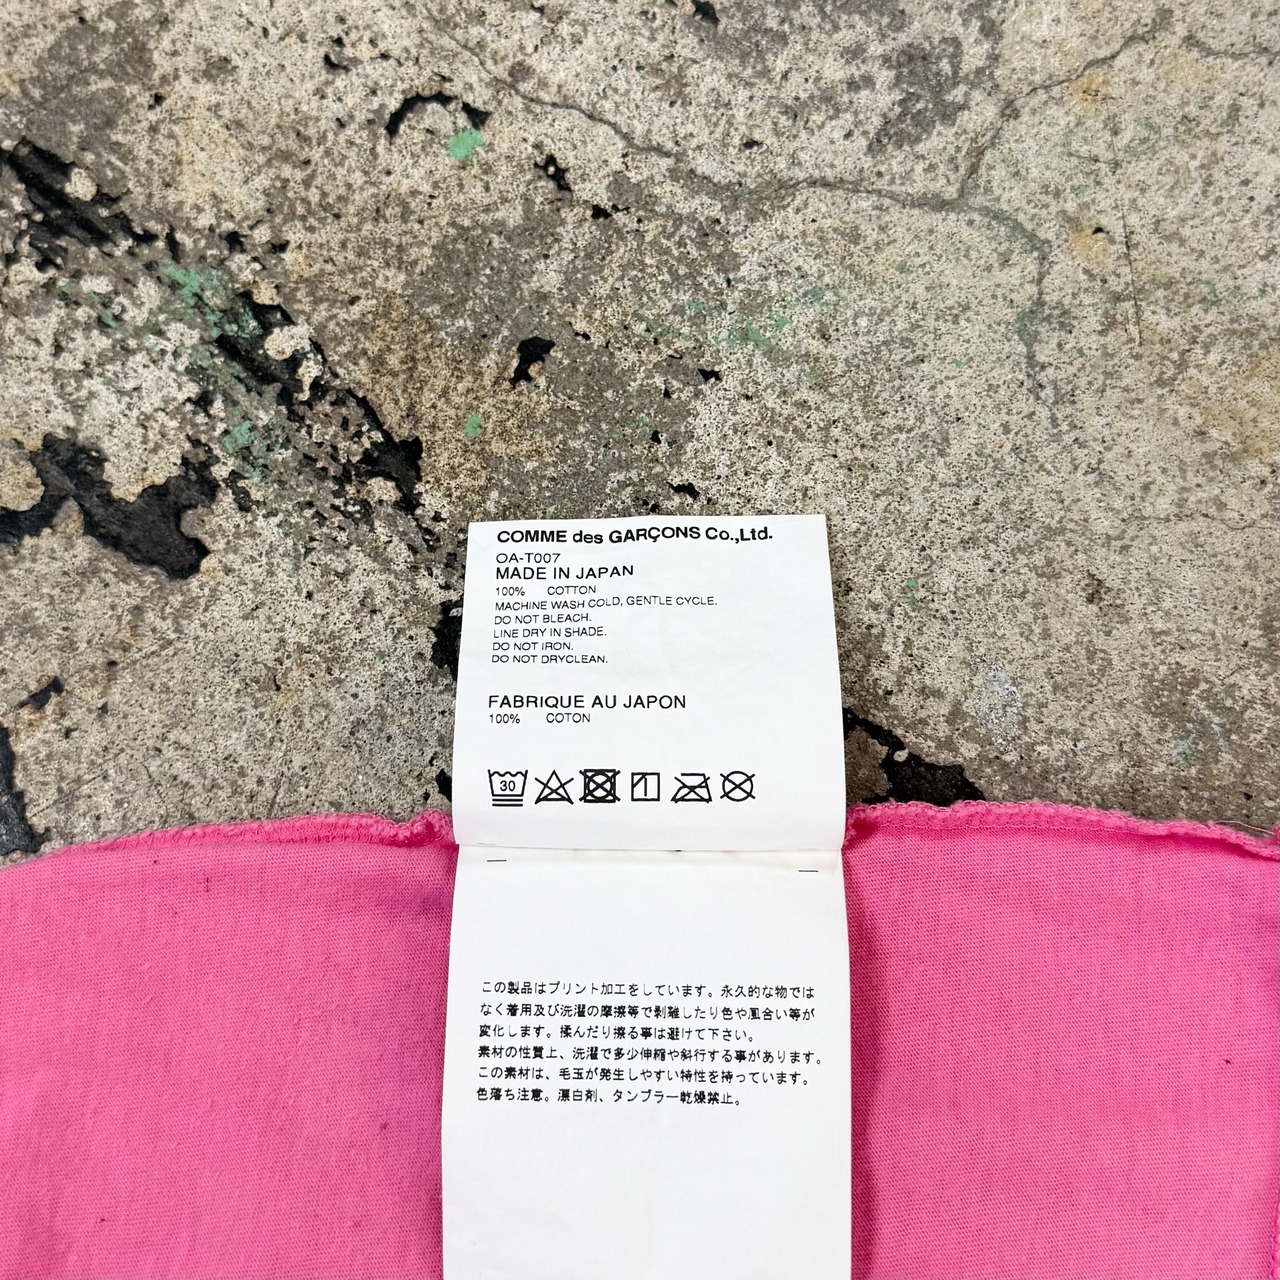 COMME des GARÇONS Co.,Ltd.
OA-T007
MADE IN JAPAN
100% COTTON
MACHINE WASH COLD, GENTLE CYCLE.
DO NOT BLEACH.
LINE DRY IN SHADE.
DO NOT IRON.
DO NOT DRYCLEAN.
FABRIQUE AU JAPON
100% COTON
30
この製品はプリント加工をしています。永久的な物では
なく着用及び洗濯の摩擦等で剥離したり色や風合い等が
変化します。揉んだり擦る事は避けて下さい。
素材の性質上、洗濯で多少伸縮や斜行する事があります。
この素材は、毛玉が発生しやすい特性を持っています。
色落ち注意。漂白剤、タンブラー乾燥禁止。